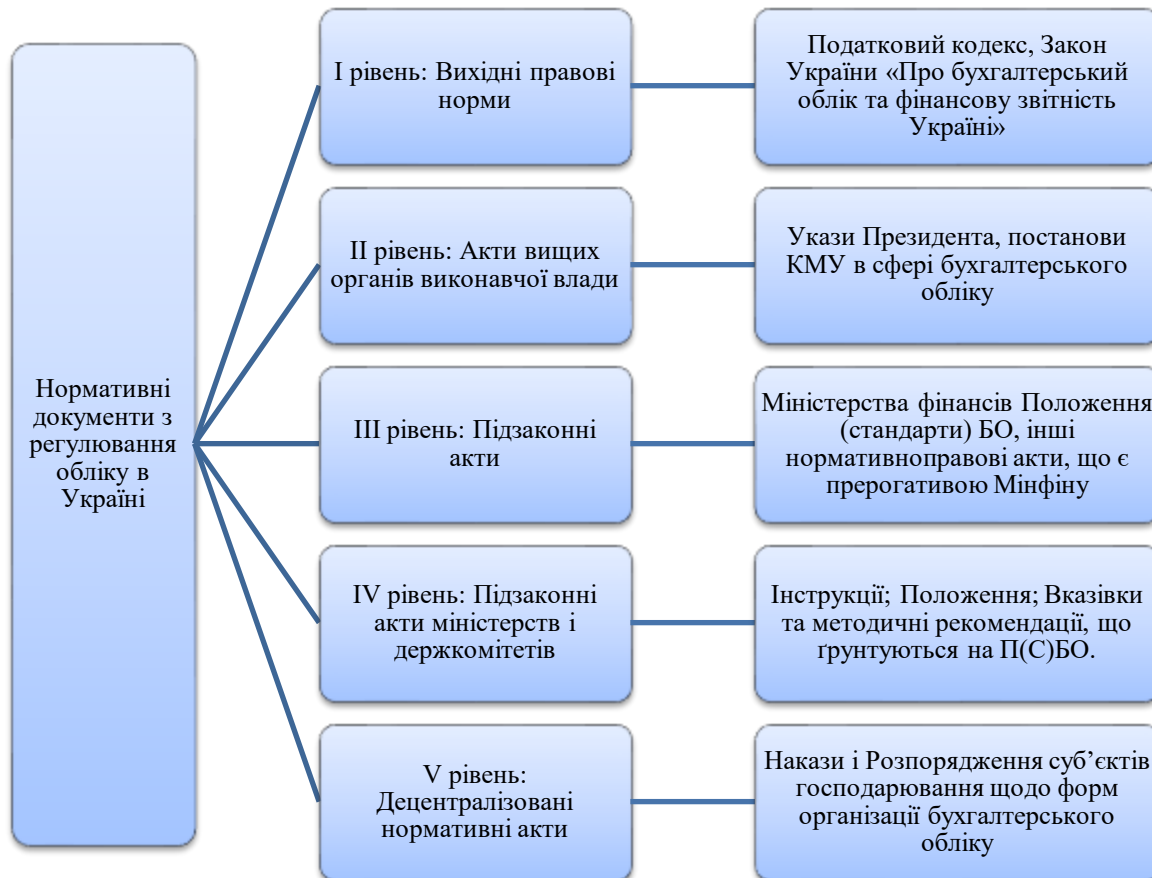 Нормативні
документи з
регулювання
обліку в
Україні
І рівень: Вихідні правові
норми
Податковий кодекс, Закон
України «Про бухгалтерський
облік та фінансову звітність
Україні»
ІІ рівень: Акти вищих
органів виконавчої влади
Укази Президента, постанови
КМУ в сфері бухгалтерського
обліку
ІІІ рівень: Підзаконні
акти
Міністерства фінансів Положення
(стандарти) БО, інші
нормативноправові акти, що є
прерогативою Мінфіну
IV рівень: Підзаконні
акти міністерств і
держкомітетів
Інструкції; Положення; Вказівки
та методичні рекомендації, що
ґрунтуються на П(С)БО.
V рівень:
Децентралізовані
нормативні акти
Накази і Розпорядження суб’єктів
господарювання щодо форм
організації бухгалтерського
обліку